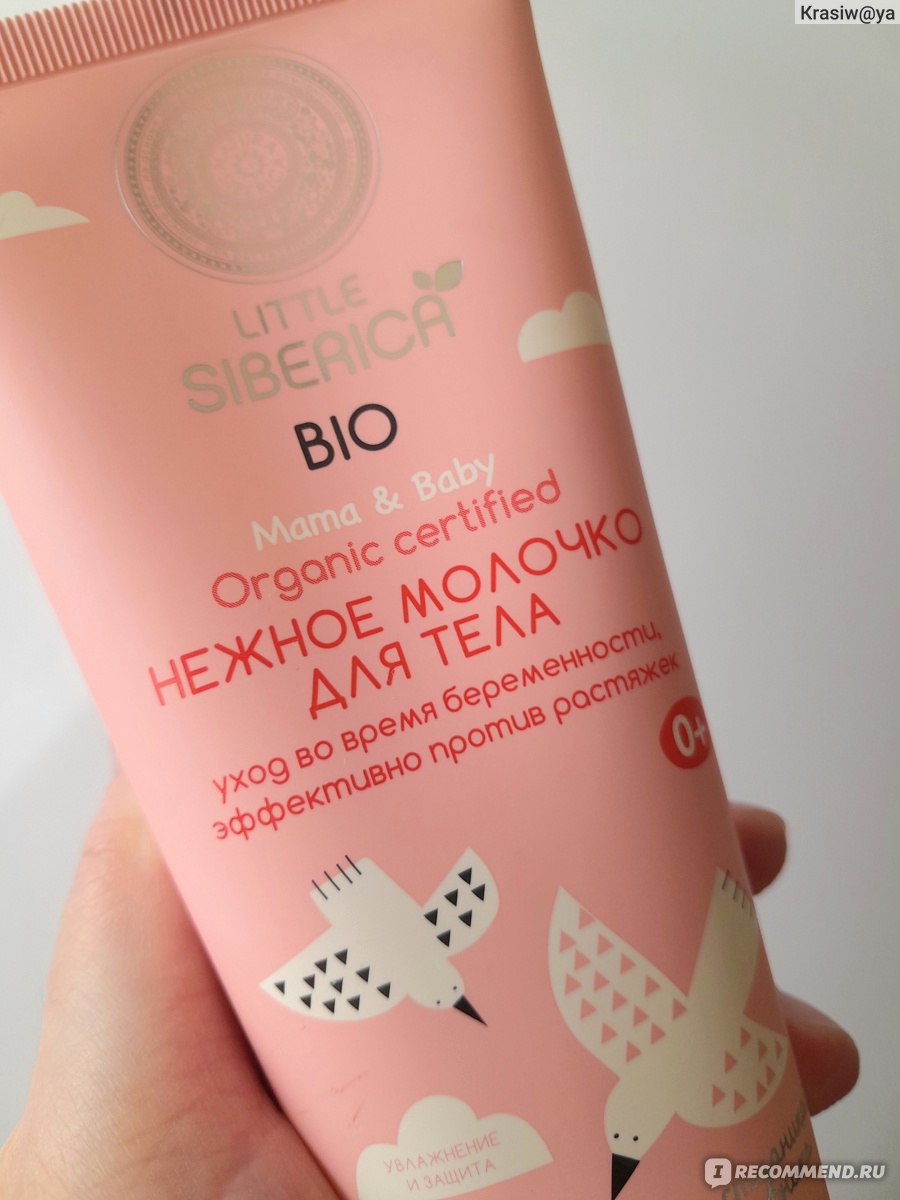 Krasiw@ya
LITTLE
SIBERICA
BIO
Mama & Baby
Organic certified
НЕЖНОЕ МОЛОЧКО
ДЛЯ ТЕЛА
уход во время беременности,
эффективно против растяжек
0+
УВЛАЖНЕНИЕ
И ЗАЩИТА
IRECOMMEND.RU